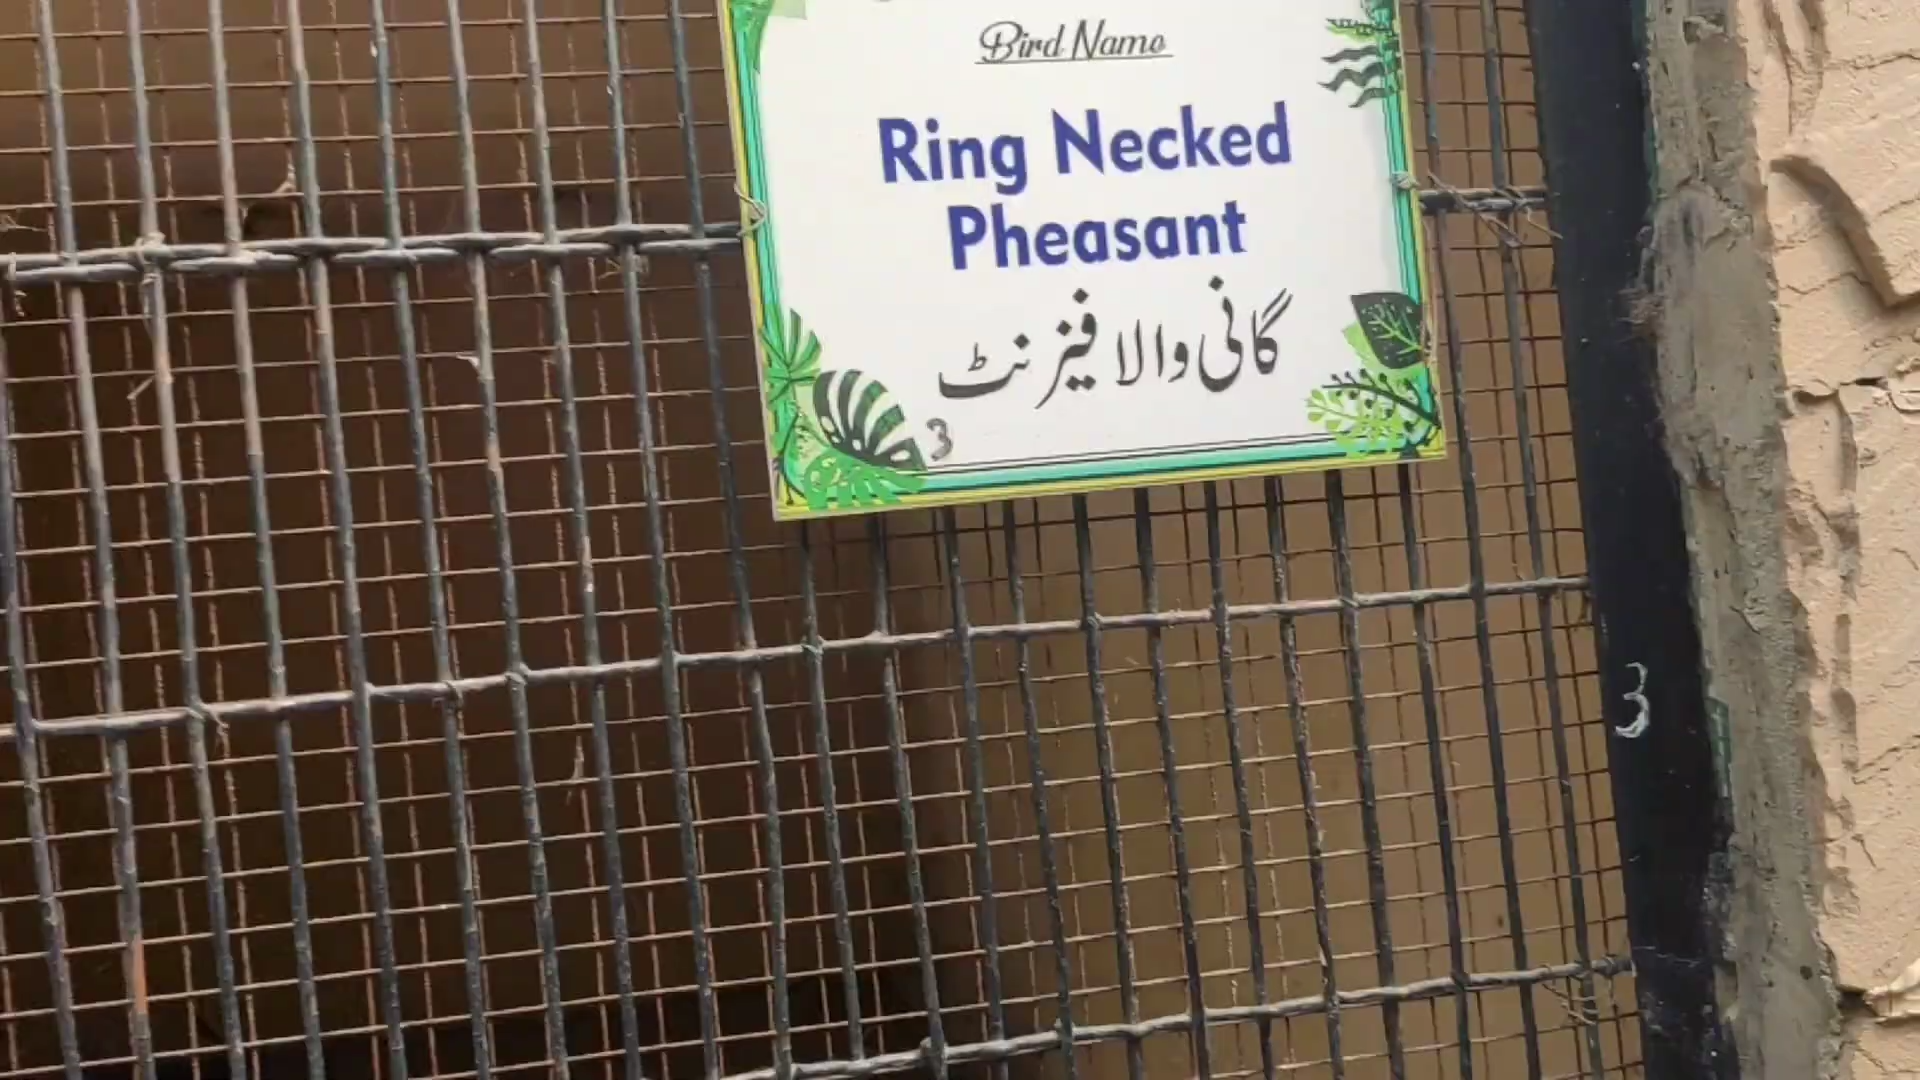 Bird Name
Ring Necked
Pheasant
گانی والا فیزنٹ
3
3